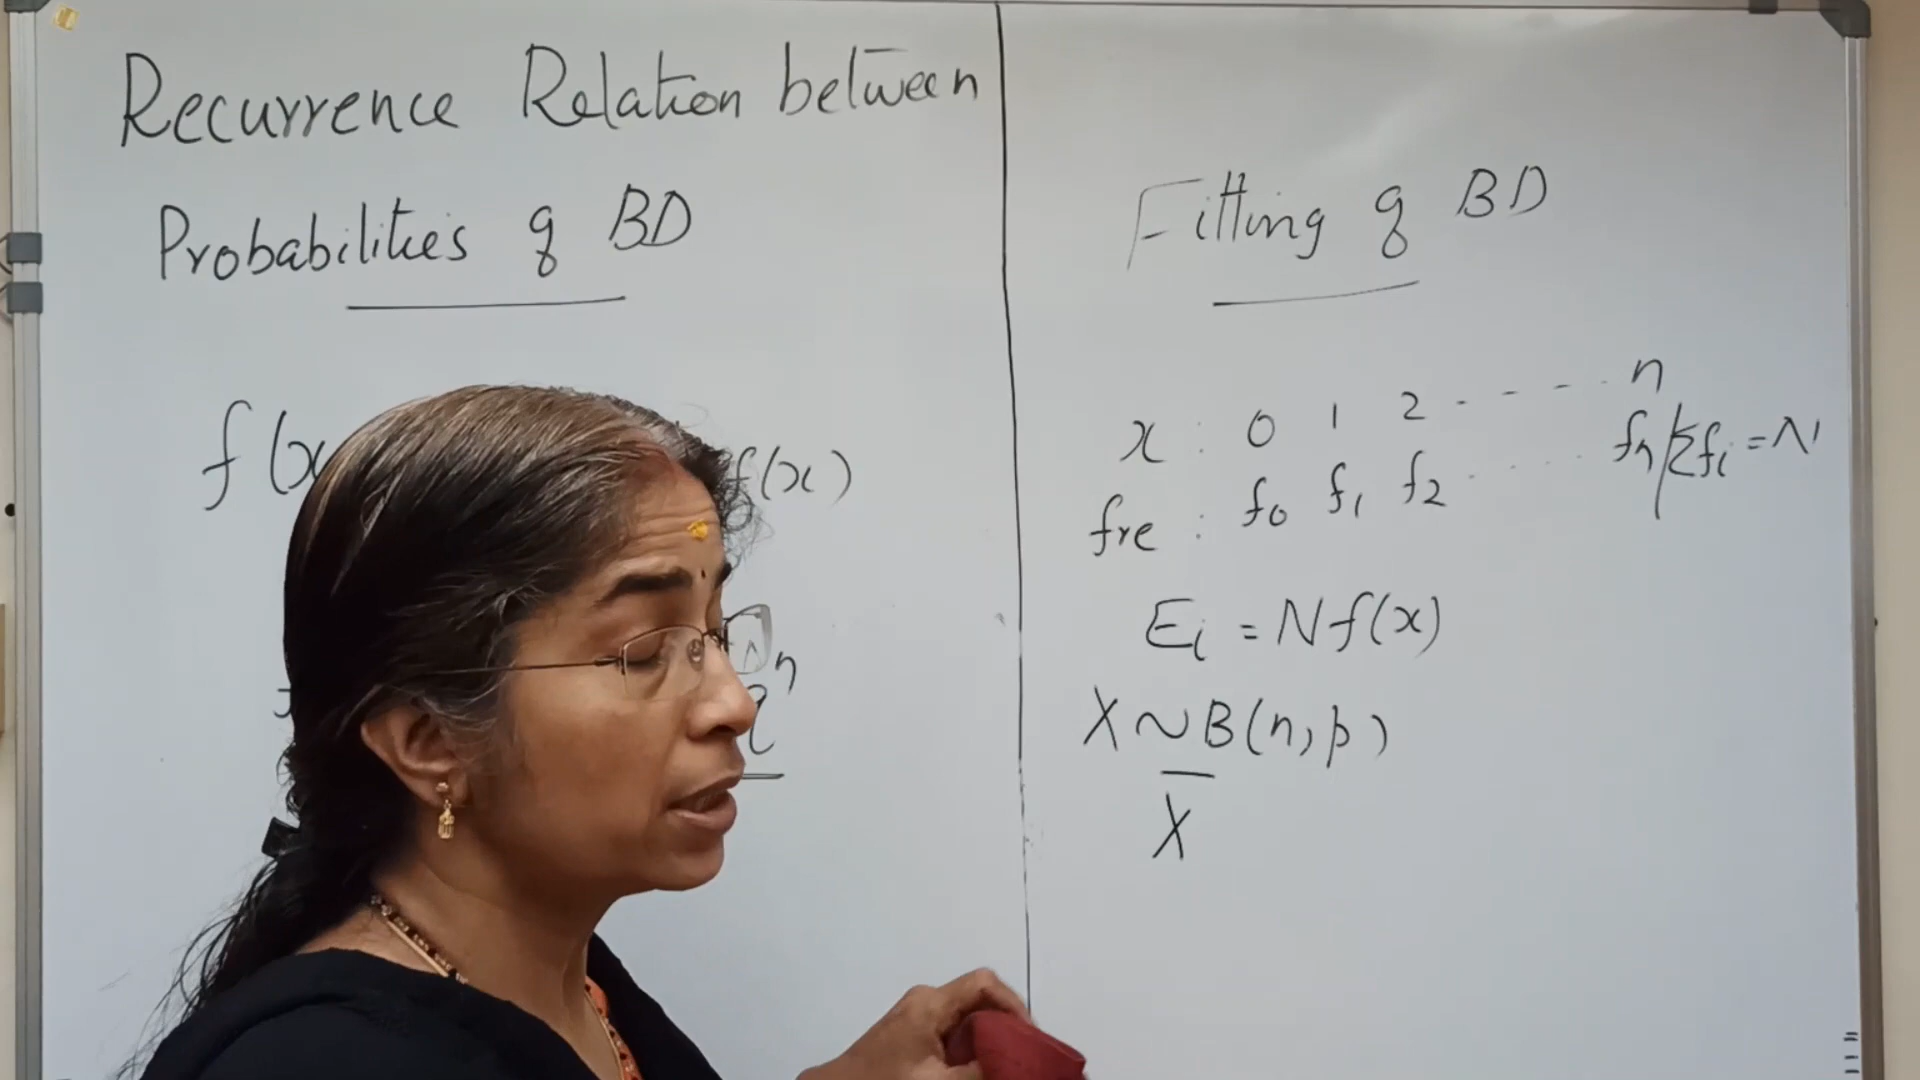 Recurrence Relation between
Probabilities of BD
f(x f(x)
n
Fitting of BD
x : 0 1 2 - - - - . n
fre : f0 f1 f2 . . . . fn / Σfi = N
Ei = N f(x)
X ~ B(n, p)
X̄